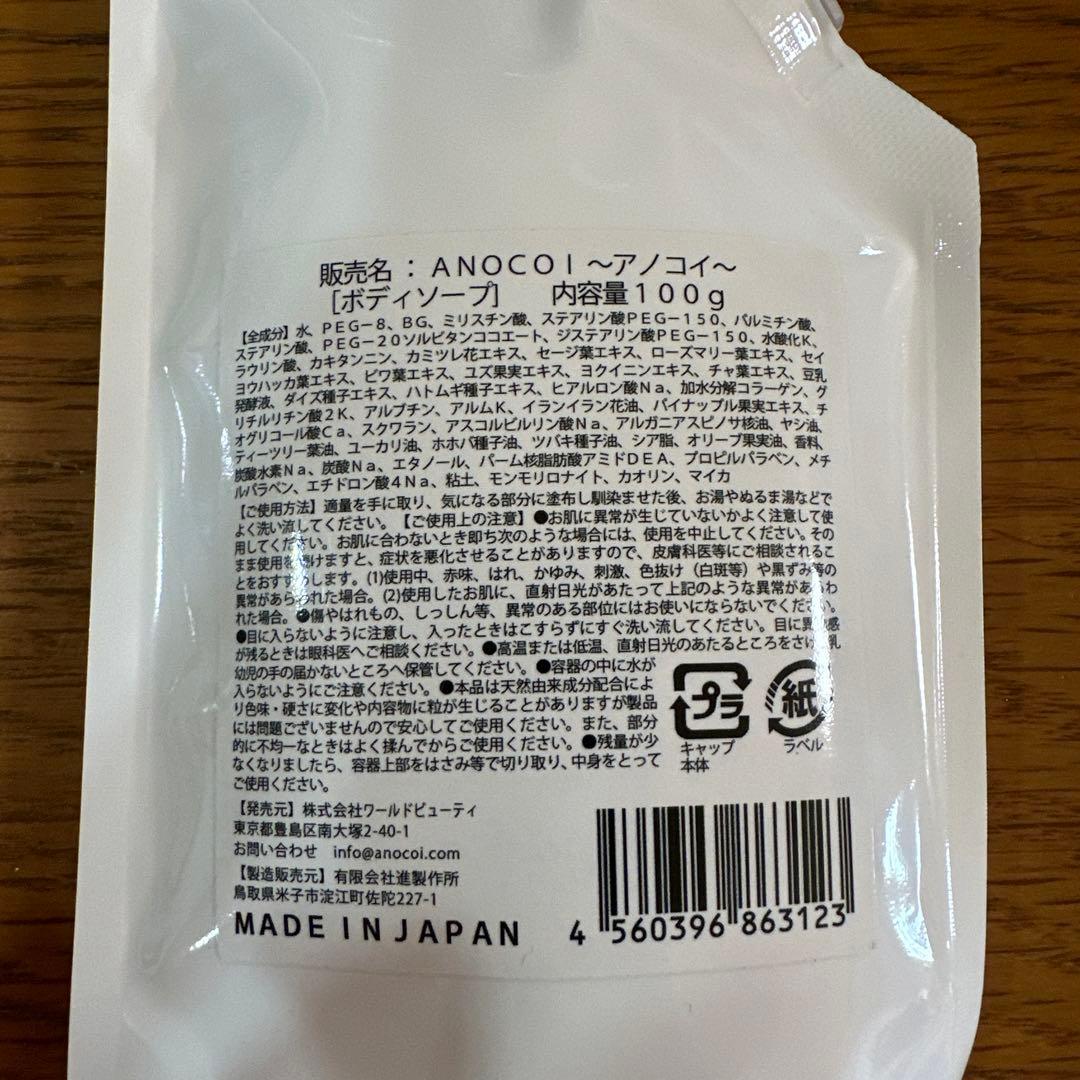 販売名：ANOCOI～アノコイ～
［ボディソープ］　内容量100g
【全成分】水、PEG-8、BG、ミリスチン酸、ステアリン酸PEG-150、パルミチン酸、
ステアリン酸、PEG-20ソルビタンココエート、ジステアリン酸PEG-150、水酸化K、
ラウリン酸、カキタンニン、カミツレ花エキス、セージ葉エキス、ローズマリー葉エキス、セイ
ヨウハッカ葉エキス、ビワ葉エキス、ユズ果実エキス、ヨクイニンエキス、チャ葉エキス、豆乳
発酵液、ダイズ種子エキス、ハトムギ種子エキス、ヒアルロン酸Na、加水分解コラーゲン、グ
リチルリチン酸2K、アルブチン、アルムK、イランイラン花油、パイナップル果実エキス、チ
オグリコール酸Ca、スクワラン、アスコルビルリン酸Na、アルガニアスピノサ核油、ヤシ油、
ティーツリー葉油、ユーカリ油、ホホバ種子油、ツバキ種子油、シア脂、オリーブ果実油、香料、
炭酸水素Na、炭酸Na、エタノール、パーム核脂肪酸アミドDEA、プロピルパラベン、メチ
ルパラベン、エチドロン酸4Na、粘土、モンモリロナイト、カオリン、マイカ
【ご使用方法】適量を手に取り、気になる部分に塗布し馴染ませた後、お湯やぬるま湯などで
よく洗い流してください。【ご使用上の注意】●お肌に異常が生じていないかよく注意して使
用してください。お肌に合わないとき即ち次のような場合には、使用を中止してください。その
まま使用を続けますと、症状を悪化させることがありますので、皮膚科医等にご相談されるこ
とをおすすめします。(1)使用中、赤味、はれ、かゆみ、刺激、色抜け（白斑等）や黒ずみ等の
異常があらわれた場合。(2)使用したお肌に、直射日光があたって上記のような異常があらわ
れた場合。●傷やはれもの、しっしん等、異常のある部位にはお使いにならないでください。
●目に入らないように注意し、入ったときはこすらずにすぐ洗い流してください。目に異物感
が残るときは眼科医へご相談ください。●高温または低温、直射日光のあたるところをさけ、乳
幼児の手の届かないところへ保管してください。●容器の中に水が
入らないようにご注意ください。●本品は天然由来成分配合によ
り色味・硬さに変化や内容物に粒が生じることがありますが製品
には問題ございませんので安心してご使用ください。また、部分
的に不均一なときはよく揉んでからご使用ください。●残量が少
なくなりましたら、容器上部をはさみ等で切り取り、中身をとって
ご使用ください。
プラ
キャップ
本体
紙
ラベル
【発売元】株式会社ワールドビューティ
東京都豊島区南大塚2-40-1
お問い合わせ　info@anocoi.com
【製造販売元】有限会社進製作所
鳥取県米子市淀江町佐陀227-1
MADE IN JAPAN
4 560396 863123